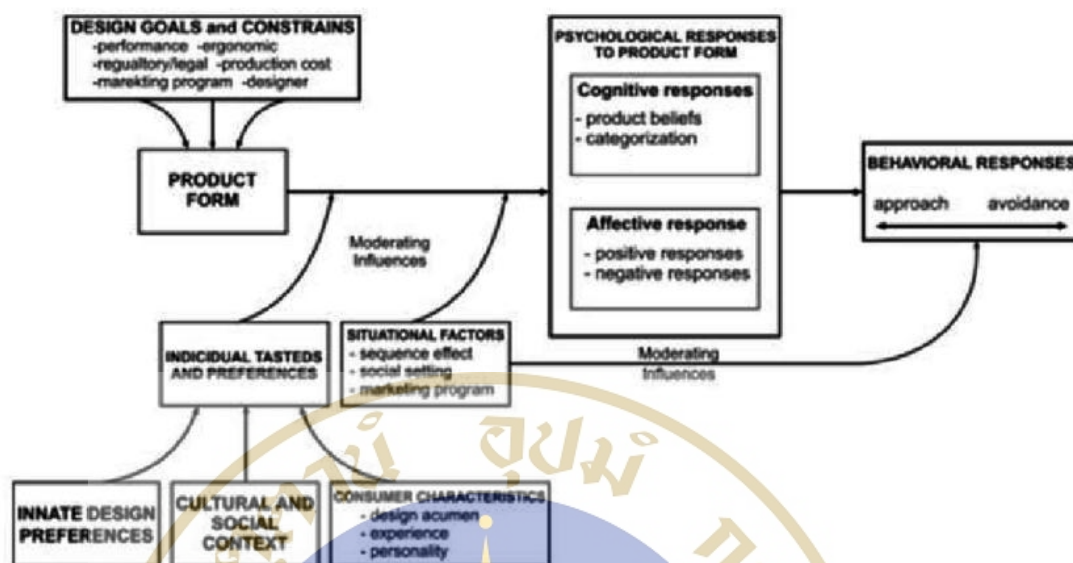 DESIGN GOALS and CONSTRAINS
-performance -ergonomic
-regualtory/legal -production cost
-marekting program -designer
PRODUCT
FORM
PSYCHOLOGICAL RESPONSES
TO PRODUCT FORM
Cognitive responses
- product beliefs
- categorization
Affective response
- positive responses
- negative responses
BEHAVIORAL RESPONSES
approach avoidance
Moderating
Influences
INDICIDUAL TASTEDS
AND PREFERENCES
SITUATIONAL FACTORS
- sequence effect
- social setting
- marketing program
Moderating
Influences
INNATE DESIGN
PREFERENCES
CULTURAL AND
SOCIAL
CONTEXT
CONSUMER CHARACTERISTICS
- design acumen
- experience
- personality